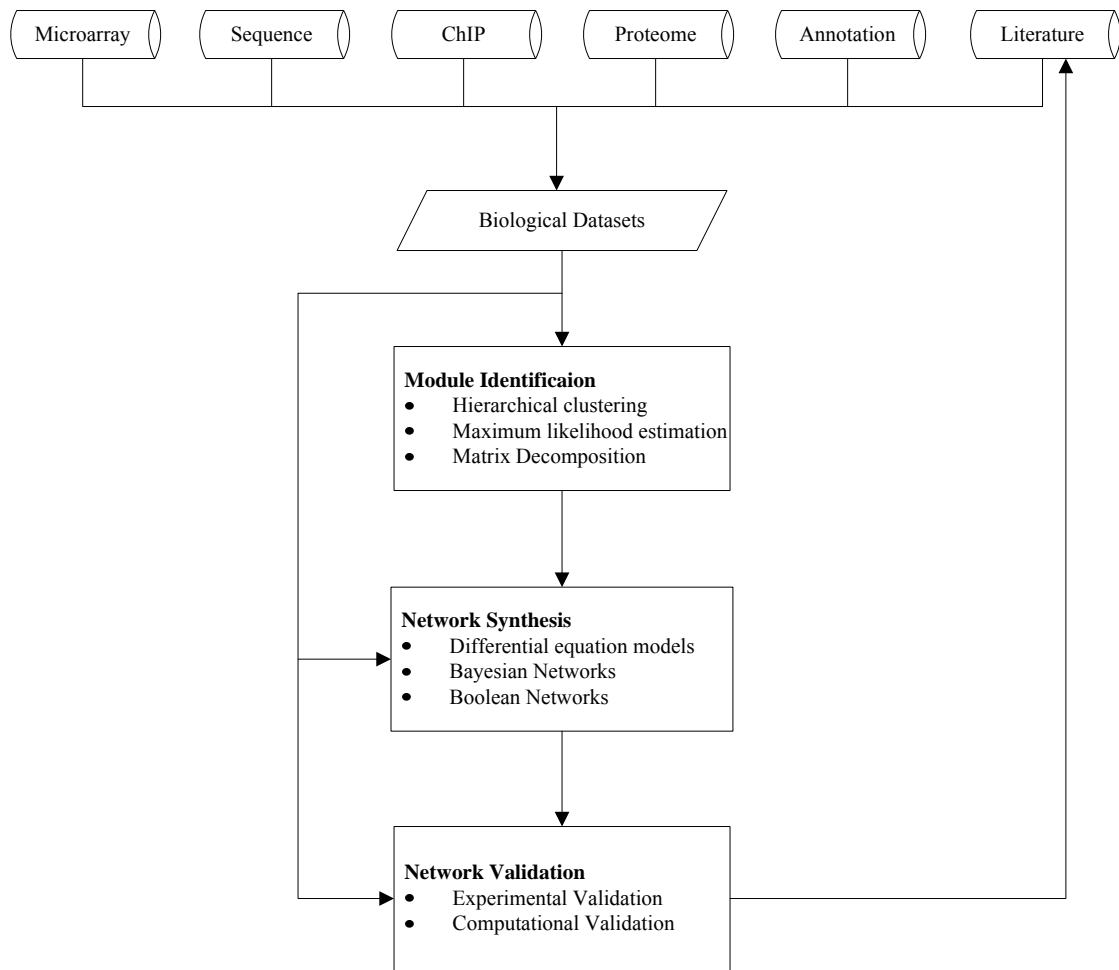 Microarray
Sequence
ChIP
Proteome
Annotation
Literature
Biological Datasets
Module Identificaion
• Hierarchical clustering
• Maximum likelihood estimation
• Matrix Decomposition
Network Synthesis
• Differential equation models
• Bayesian Networks
• Boolean Networks
Network Validation
• Experimental Validation
• Computational Validation